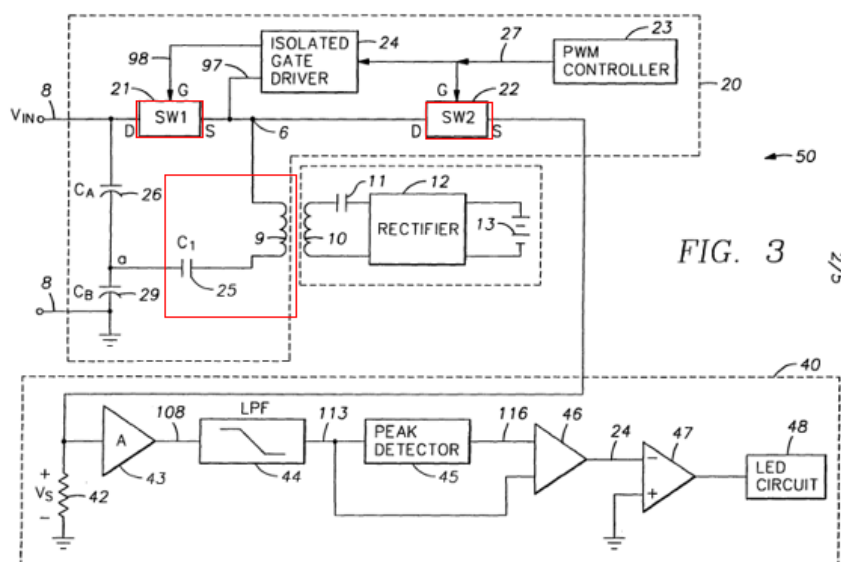 ISOLATED
GATE
DRIVER
24
27
23
PWM
CONTROLLER
98
97
20
8
21
G
G
22
V_IN
D
SW1
S
6
D
SW2
S
50
C_A
26
11
12
9
10
RECTIFIER
13
FIG. 3
2/5
a
C_1
25
C_B
29
8
40
LPF
108
113
116
46
A
PEAK
DETECTOR
24
47
48
LED
CIRCUIT
43
44
45
+
V_S
42
-
-
+